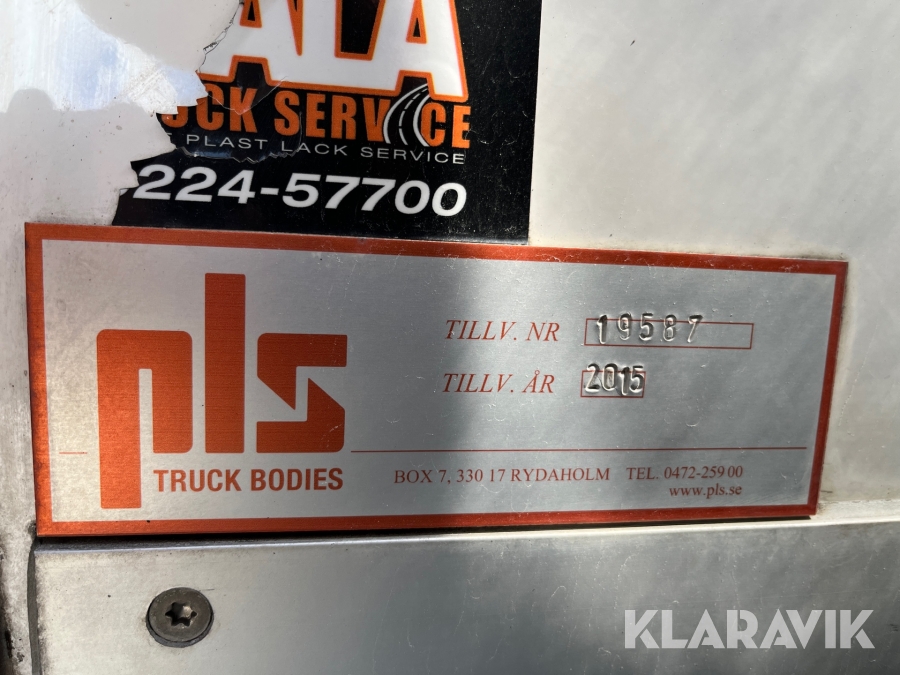 ALA
SERVICE
PLAST LACK SERVICE
224-57700
pls
TRUCK BODIES
TILLV. NR 19587
TILLV. ÅR 2015
BOX 7, 330 17 RYDAHOLM TEL. 0472-259 00
www.pls.se
KLARAVIK